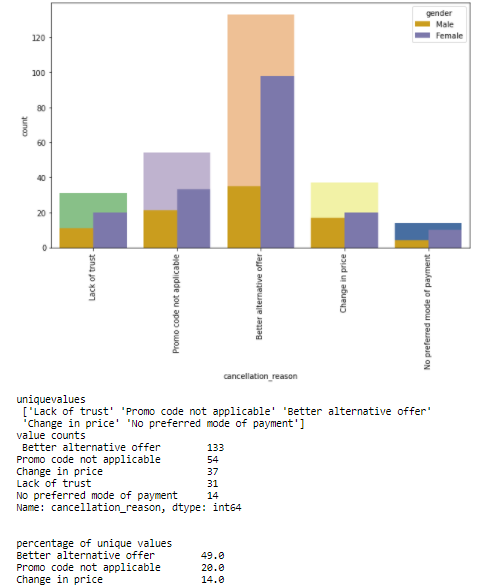 gender
Male
Female
120
100
80
60
40
20
0
count
Lack of trust
Promo code not applicable
Better alternative offer
Change in price
No preferred mode of payment
cancellation_reason
uniquevalues
['Lack of trust' 'Promo code not applicable' 'Better alternative offer'
'Change in price' 'No preferred mode of payment']
value counts
Better alternative offer 133
Promo code not applicable 54
Change in price 37
Lack of trust 31
No preferred mode of payment 14
Name: cancellation_reason, dtype: int64
percentage of unique values
Better alternative offer 49.0
Promo code not applicable 20.0
Change in price 14.0